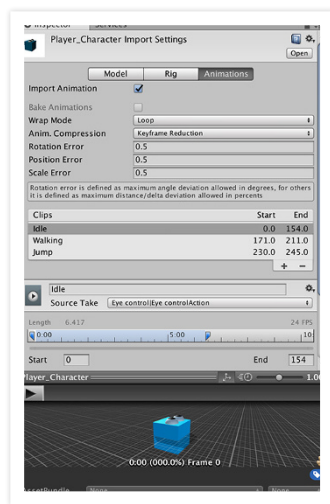 Inspector Services
Player_Character Import Settings
Open
Model Rig Animations
Import Animation
Bake Animations
Wrap Mode Loop
Anim. Compression Keyframe Reduction
Rotation Error 0.5
Position Error 0.5
Scale Error 0.5
Rotation error is defined as maximum angle deviation allowed in degrees, for others
it is defined as maximum distance/delta deviation allowed in percents
Clips Start End
Idle 0.0 154.0
Walking 171.0 211.0
Jump 230.0 245.0
+ −
Idle
Source Take Eye control|Eye controlAction
Length 6.417 24 FPS
0:00 5:00 10:
Start 0 End 154
Player_Character 1.0
0:00 (000.0%) Frame 0
AssetBundle None None